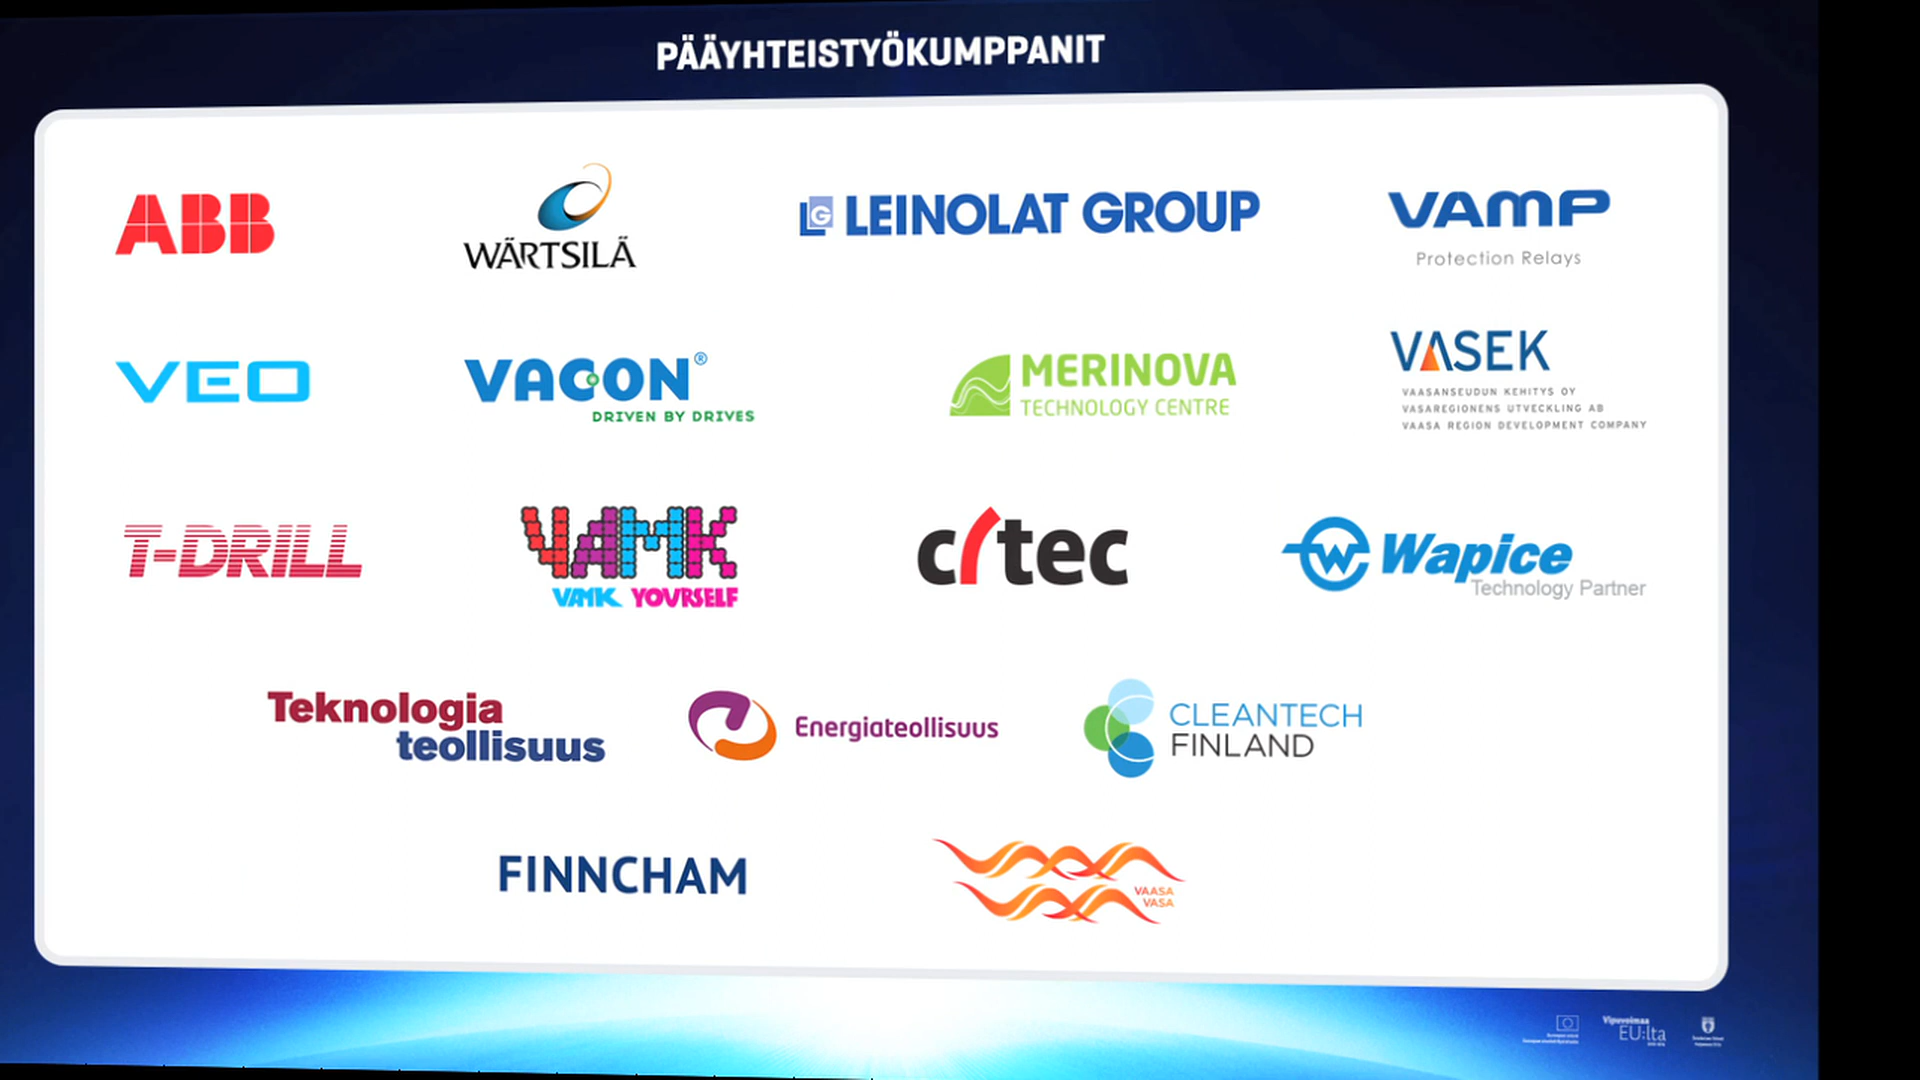 PÄÄYHTEISTYÖKUMPPANIT
ABB
WÄRTSILÄ
LG LEINOLAT GROUP
VAMP
Protection Relays
VEO
VACON®
DRIVEN BY DRIVES
MERINOVA
TECHNOLOGY CENTRE
VASEK
VAASANSEUDUN KEHITYS OY
VASAREGIONENS UTVECKLING AB
VAASA REGION DEVELOPMENT COMPANY
T-DRILL
VAMK
VAMK YOURSELF
citec
W Wapice
Technology Partner
Teknologia
teollisuus
Energiateollisuus
CLEANTECH
FINLAND
FINNCHAM
VAASA
VASA
Vipuvoimaa
EU:lta